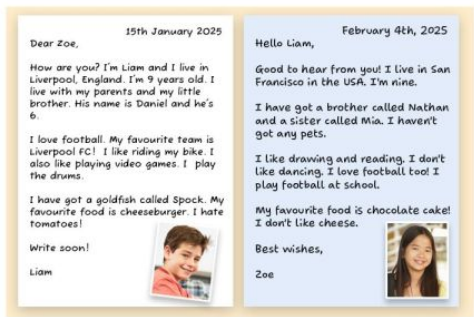 15th January 2025
Dear Zoe,
How are you? I'm Liam and I live in
Liverpool, England. I'm 9 years old. I
live with my parents and my little
brother. His name is Daniel and he's
6.
I love football. My favourite team is
Liverpool FC! I like riding my bike. I
also like playing video games. I play
the drums.
I have got a goldfish called Spock. My
favourite food is cheeseburger. I hate
tomatoes!
Write soon!
Liam
February 4th, 2025
Hello Liam,
Good to hear from you! I live in San
Francisco in the USA. I'm nine.
I have got a brother called Nathan
and a sister called Mia. I haven't
got any pets.
I like drawing and reading. I don't
like dancing. I love football too! I
play football at school.
My favourite food is chocolate cake!
I don't like cheese.
Best wishes,
Zoe